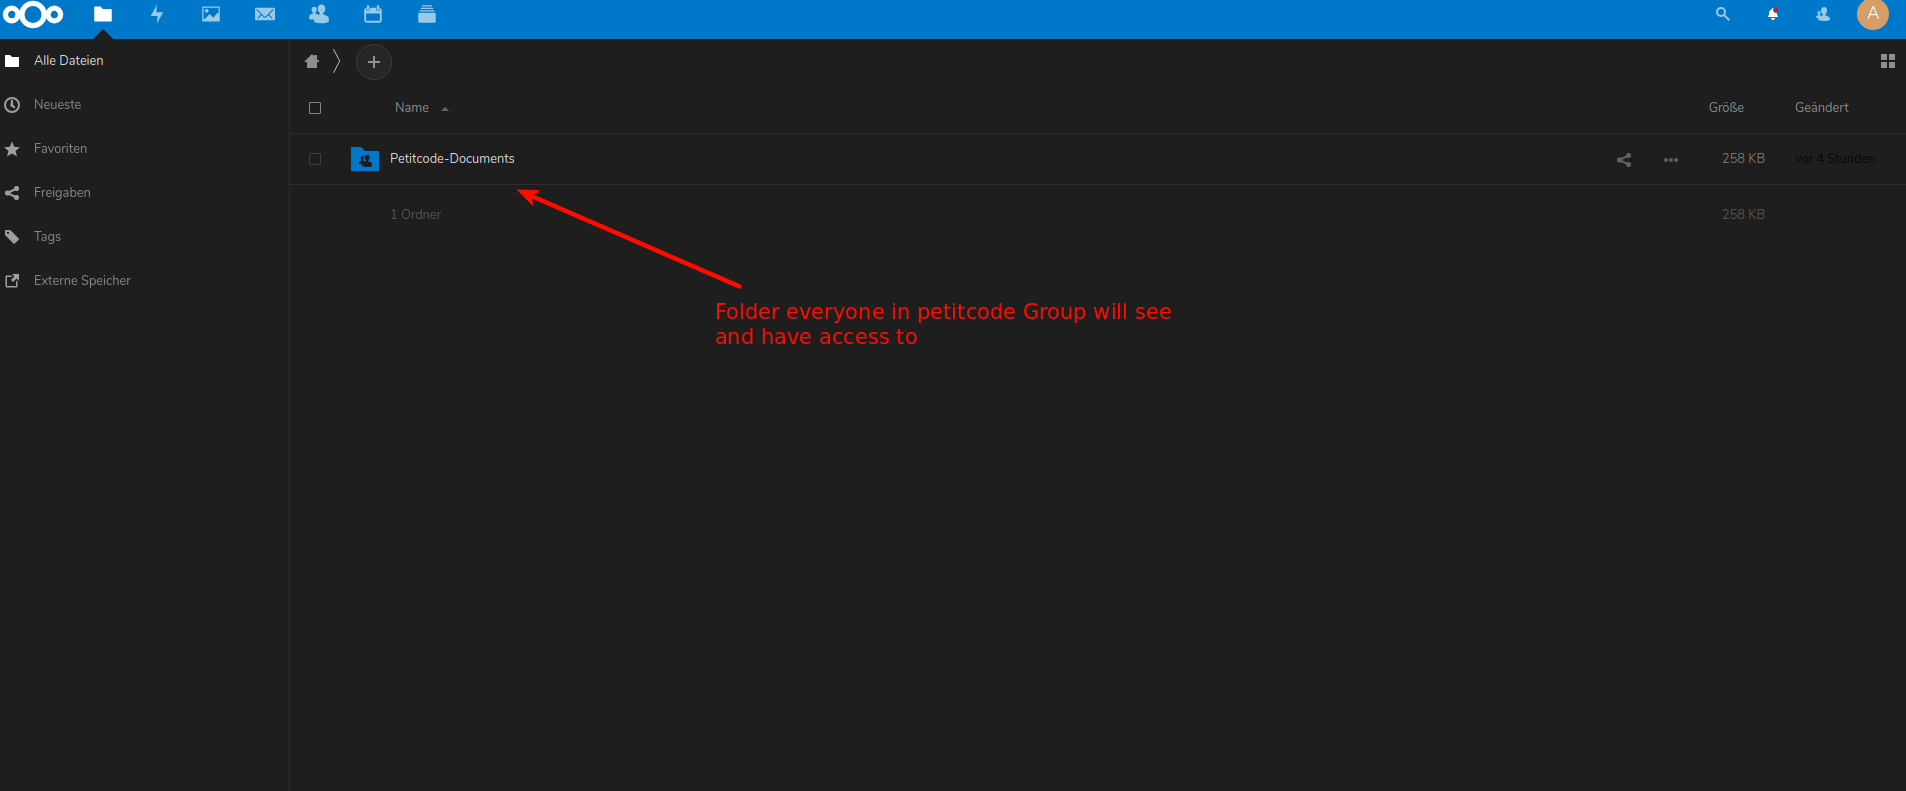 A
Alle Dateien
Neueste
Favoriten
Freigaben
Tags
Externe Speicher
Name
Größe
Geändert
Petitcode-Documents
258 KB
vor 4 Stunden
1 Ordner
258 KB
Folder everyone in petitcode Group will see
and have access to